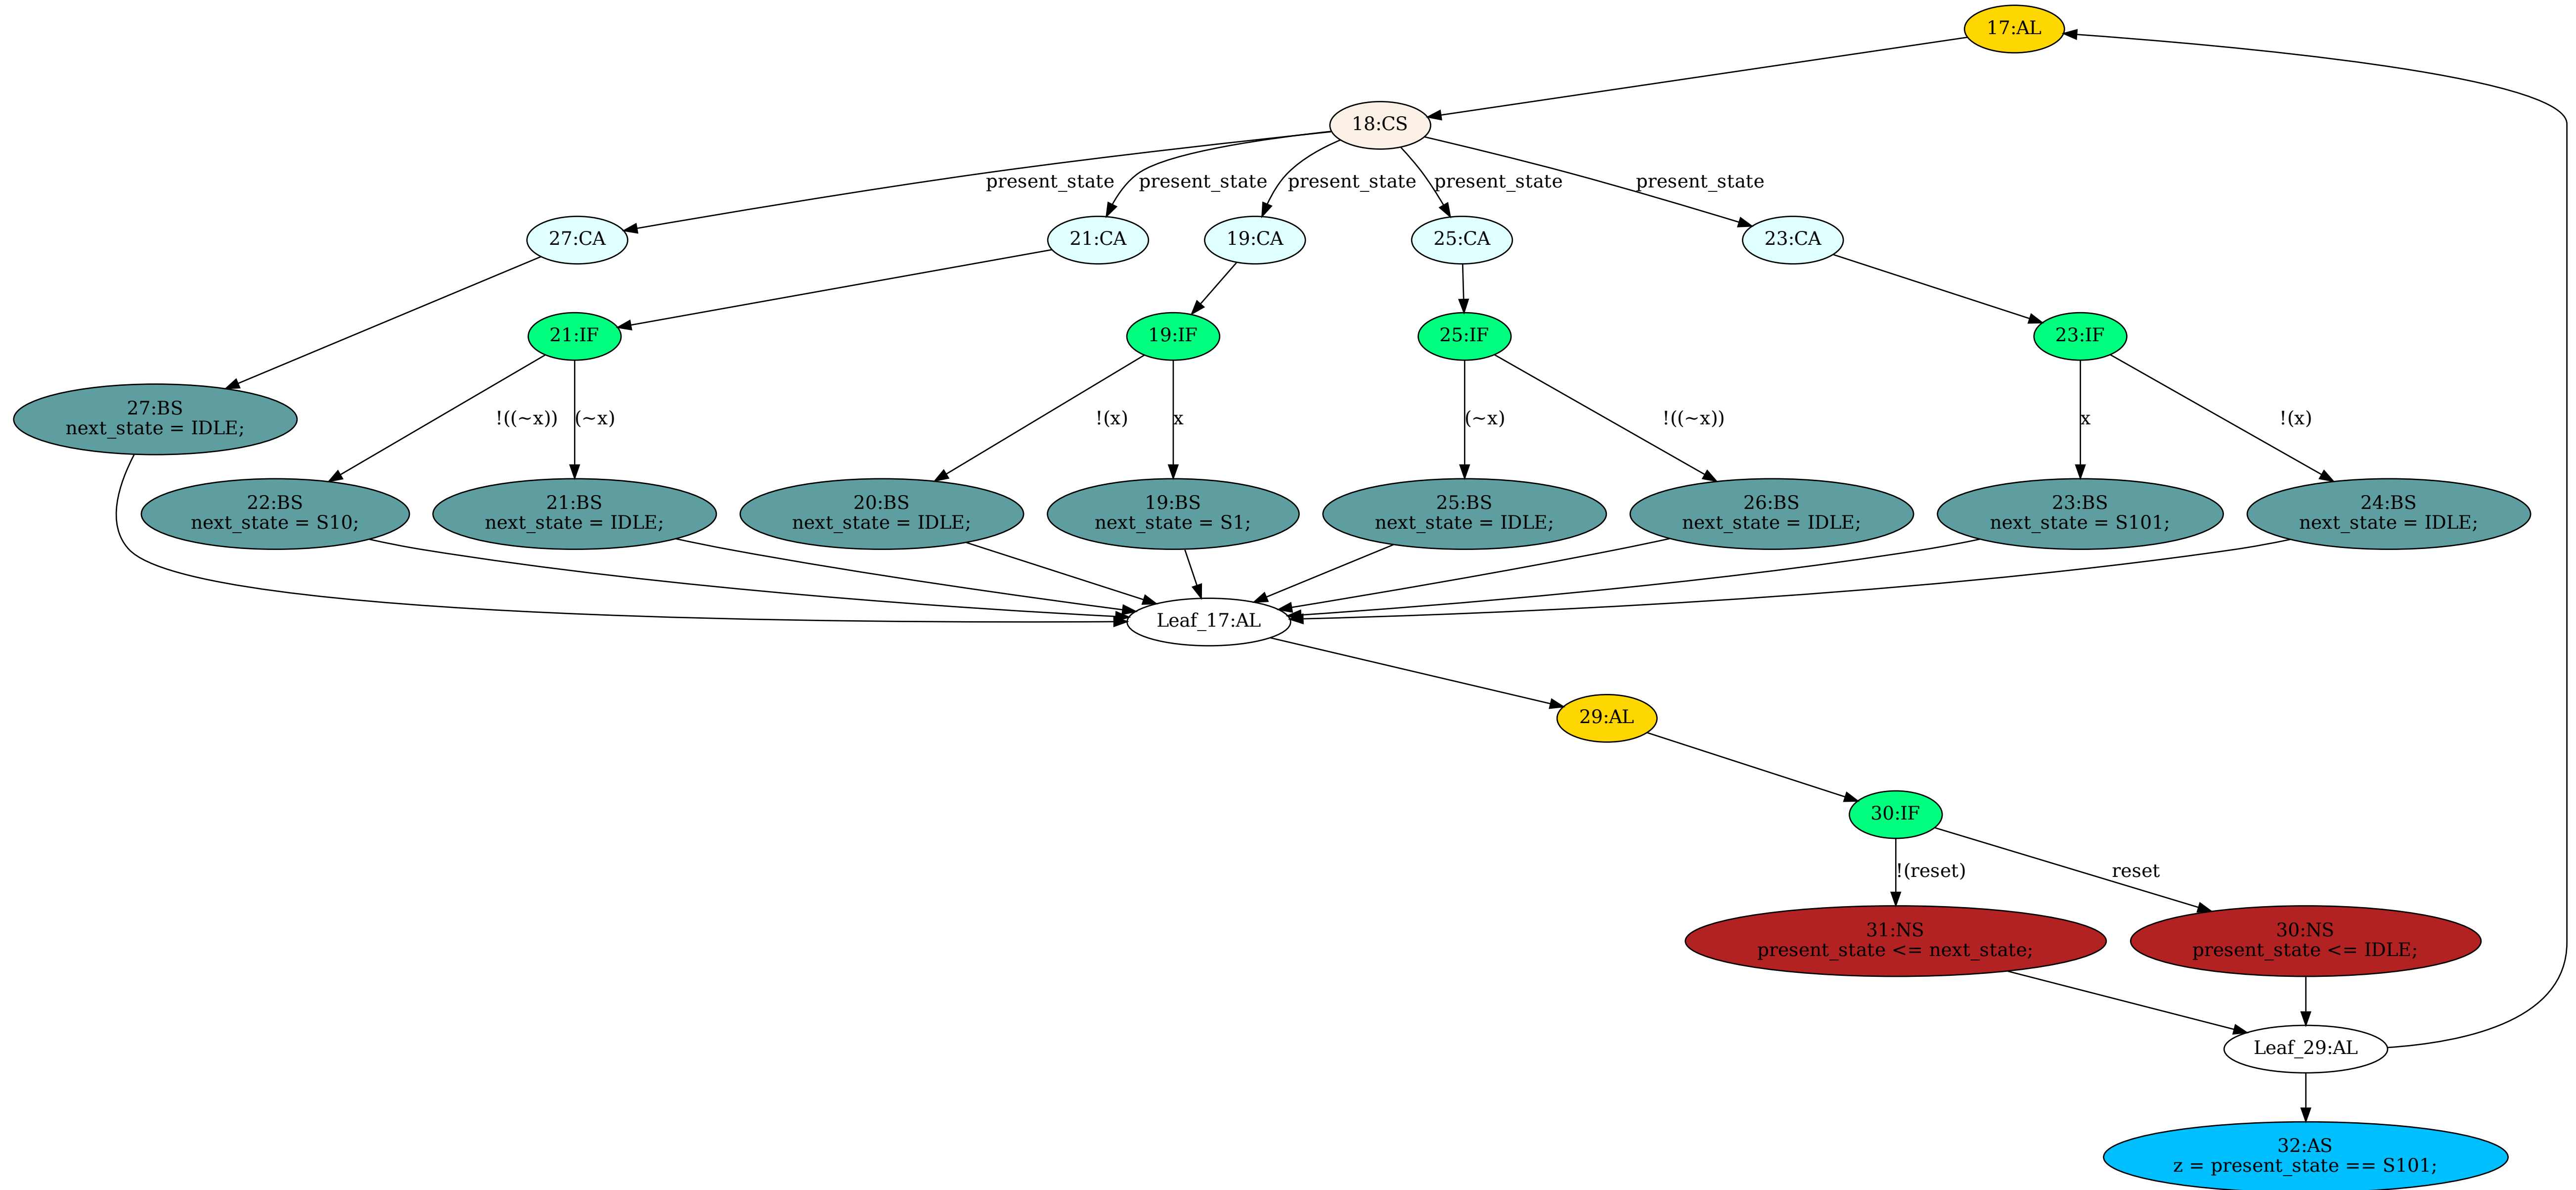 17:AL
18:CS
present_state
present_state
present_state
present_state
present_state
27:CA
21:CA
19:CA
25:CA
23:CA
21:IF
19:IF
25:IF
23:IF
27:BS
next_state = IDLE;
!((~x))
(~x)
!(x)
x
(~x)
!((~x))
x
!(x)
22:BS
next_state = S10;
21:BS
next_state = IDLE;
20:BS
next_state = IDLE;
19:BS
next_state = S1;
25:BS
next_state = IDLE;
26:BS
next_state = IDLE;
23:BS
next_state = S101;
24:BS
next_state = IDLE;
Leaf_17:AL
29:AL
30:IF
!(reset)
reset
31:NS
present_state <= next_state;
30:NS
present_state <= IDLE;
Leaf_29:AL
32:AS
z = present_state == S101;